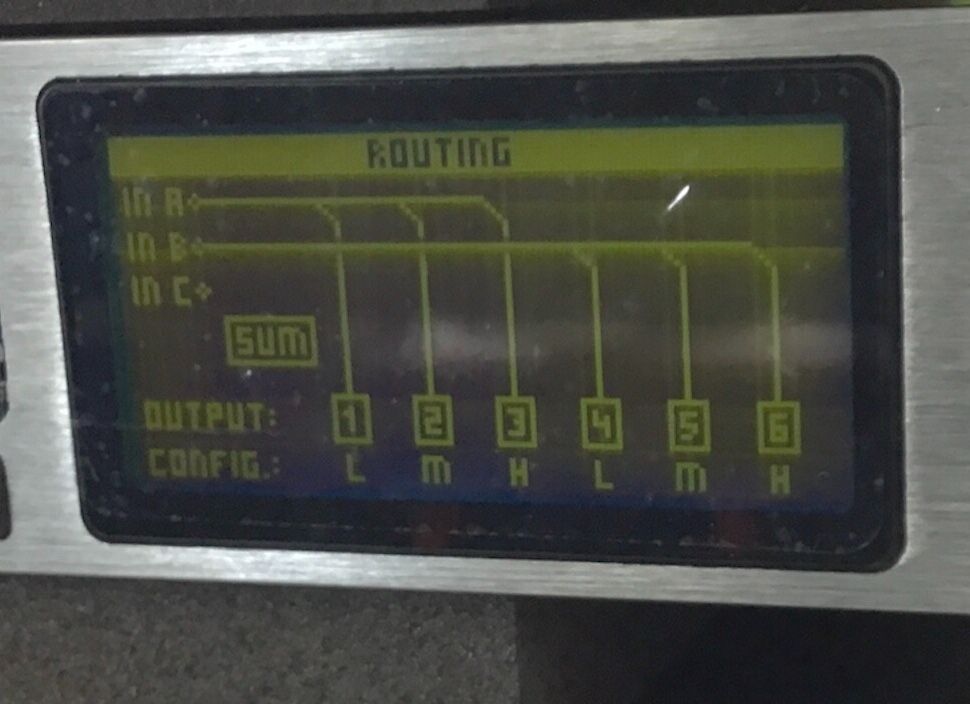 ROUTING
IN A
IN B
IN C
SUM
OUTPUT: 1 2 3 4 5 6
CONFIG.: L M H L M H